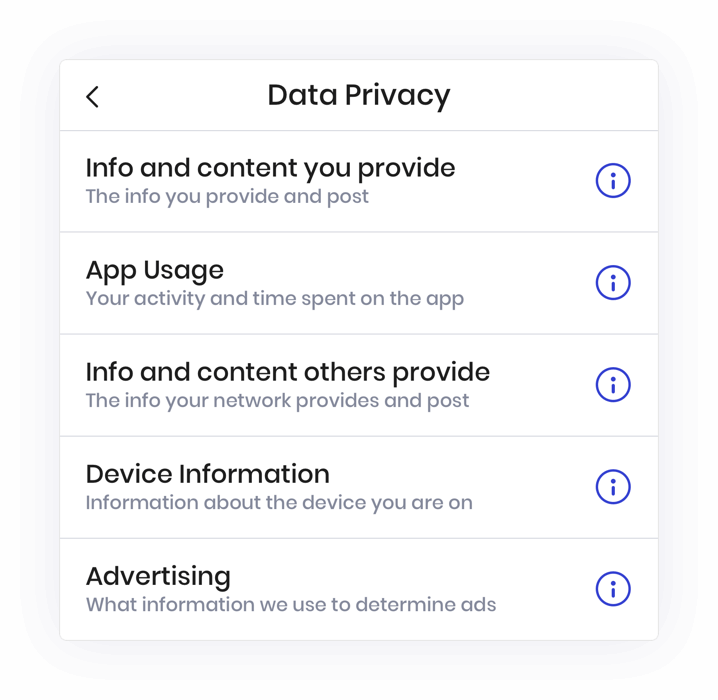 Data Privacy
Info and content you provide
The info you provide and post
App Usage
Your activity and time spent on the app
Info and content others provide
The info your network provides and post
Device Information
Information about the device you are on
Advertising
What information we use to determine ads